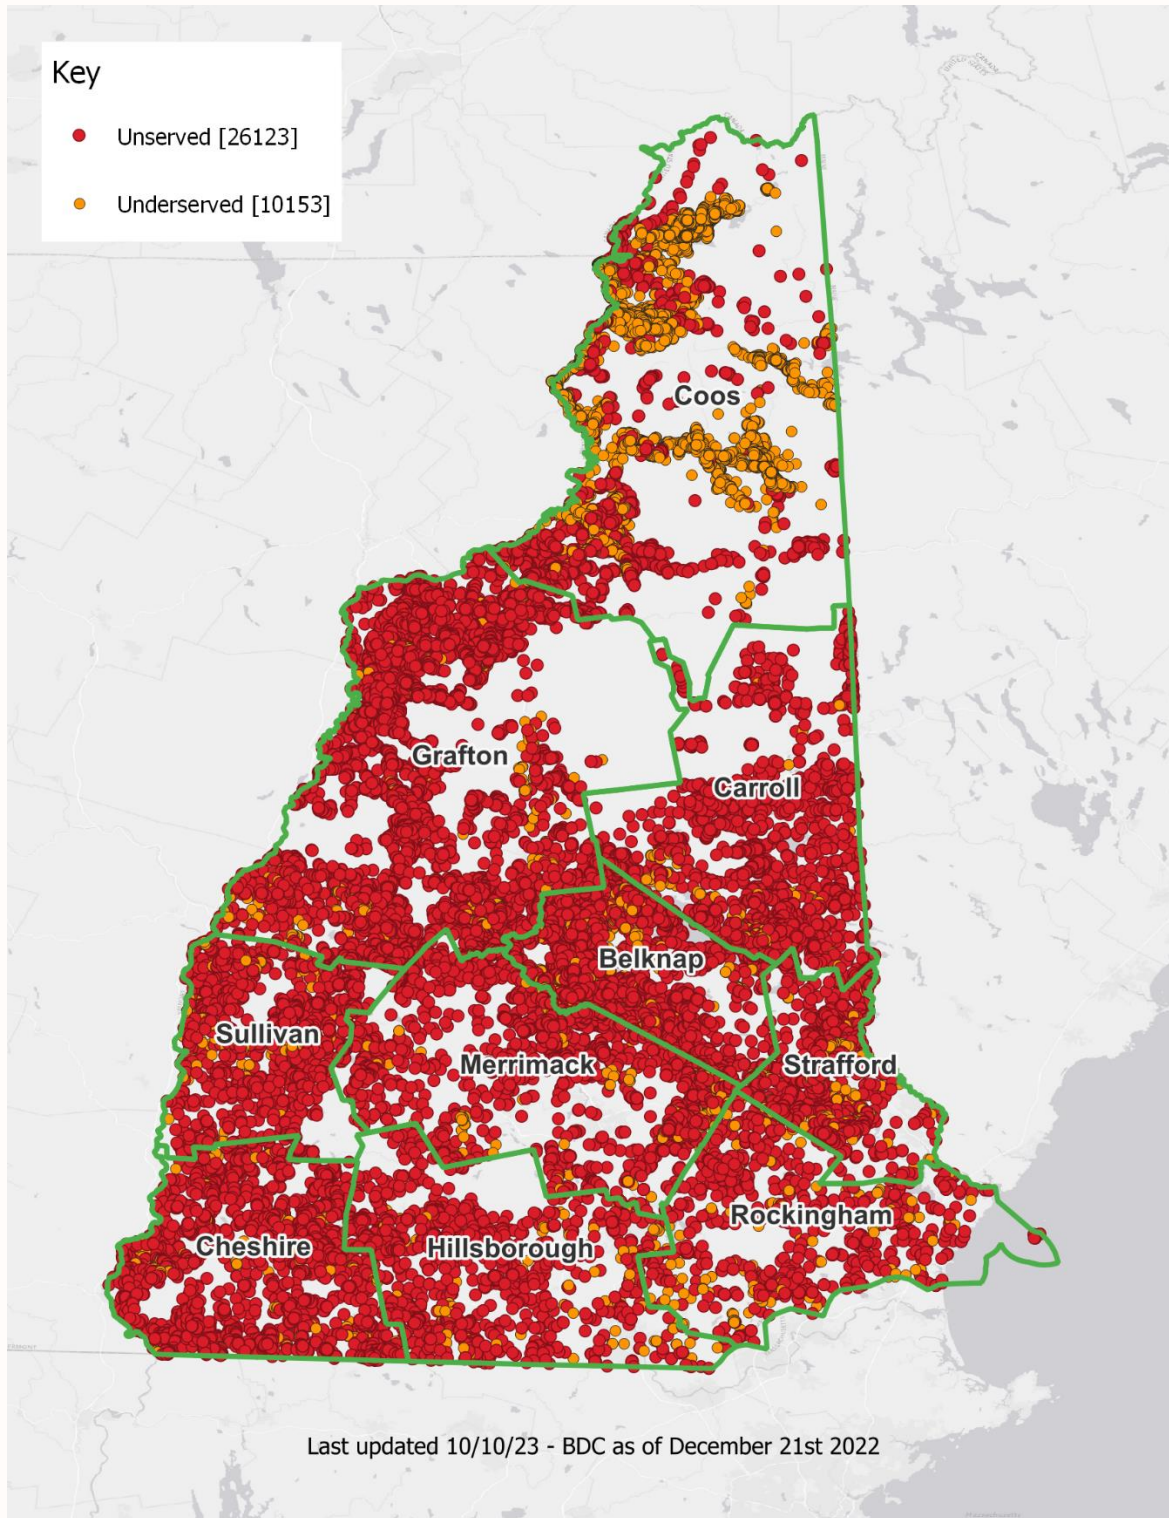 Key
Unserved [26123]
Underserved [10153]
Coos
Grafton
Carroll
Belknap
Sullivan
Merrimack
Strafford
Rockingham
Cheshire
Hillsborough
Last updated 10/10/23 - BDC as of December 21st 2022